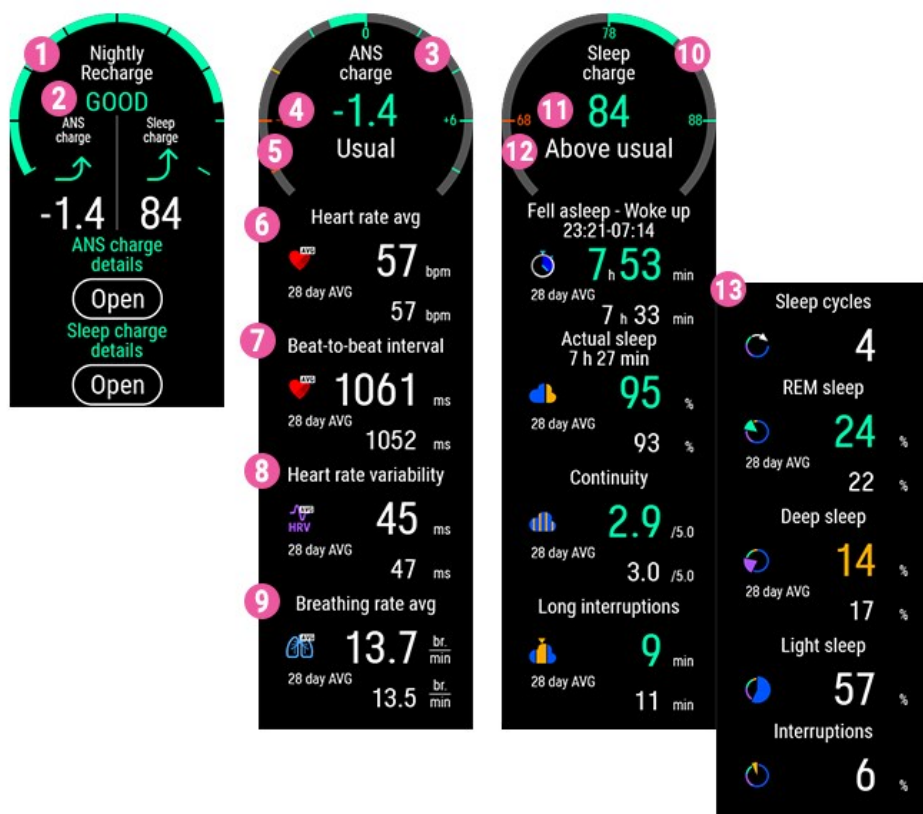 1
Nightly
Recharge
2
GOOD
ANS
charge
Sleep
charge
-1.4
84
ANS charge
details
Open
Sleep charge
details
Open
0
3
ANS
charge
4
-1.4
+6
5
Usual
6
Heart rate avg
AVG
57 bpm
28 day AVG
57 bpm
7
Beat-to-beat interval
AVG
1061 ms
28 day AVG
1052 ms
8
Heart rate variability
AVG
HRV
45 ms
28 day AVG
47 ms
9
Breathing rate avg
AVG
13.7 br.
min
28 day AVG
13.5 br.
min
78
10
Sleep
charge
68
11
84
88
12
Above usual
Fell asleep - Woke up
23:21-07:14
7 h 53 min
28 day AVG
7 h 33 min
Actual sleep
7 h 27 min
95 %
28 day AVG
93 %
Continuity
2.9 /5.0
28 day AVG
3.0 /5.0
Long interruptions
9 min
28 day AVG
11 min
13
Sleep cycles
4
REM sleep
24 %
28 day AVG
22 %
Deep sleep
14 %
28 day AVG
17 %
Light sleep
57 %
Interruptions
6 %